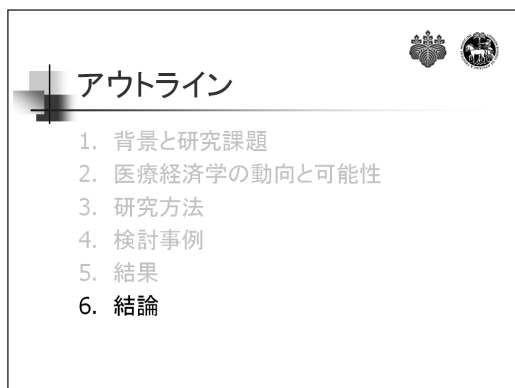 アウトライン
1. 背景と研究課題
2. 医療経済学の動向と可能性
3. 研究方法
4. 検討事例
5. 結果
6. 結論